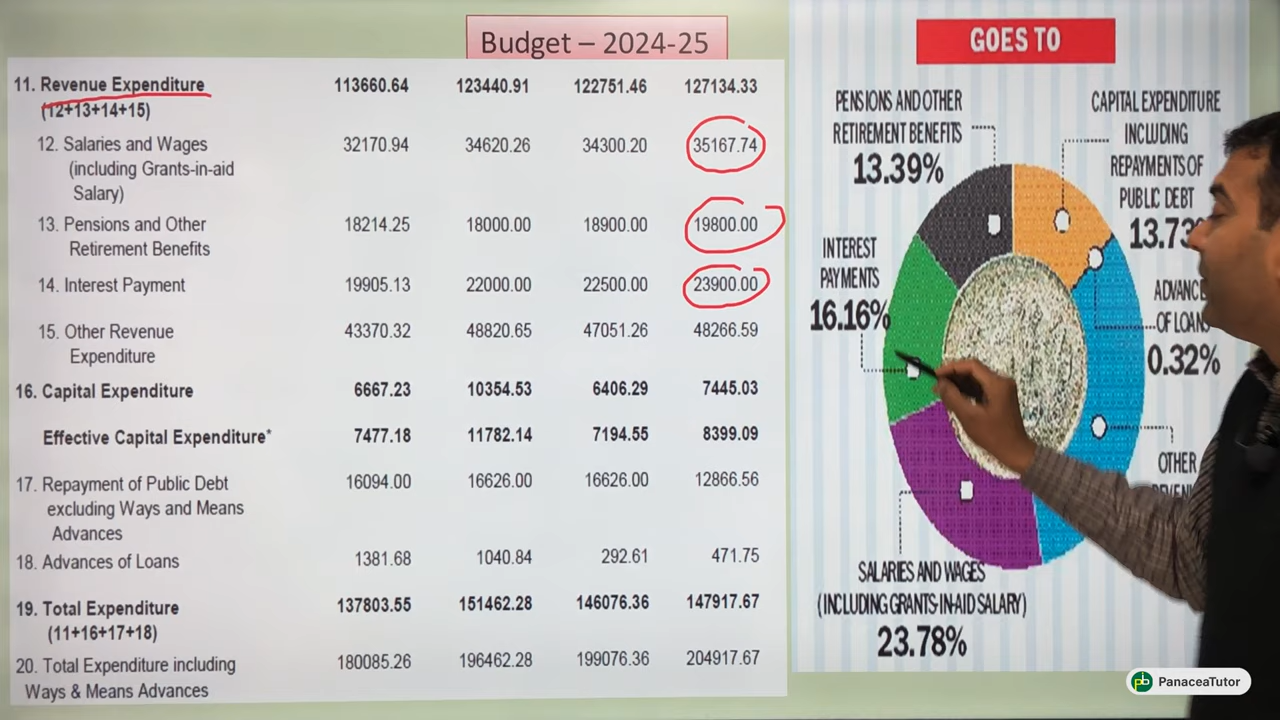 Budget – 2024-25
11. Revenue Expenditure 113660.64 123440.91 122751.46 127134.33
(12+13+14+15)
12. Salaries and Wages 32170.94 34620.26 34300.20 35167.74
(including Grants-in-aid
Salary)
13. Pensions and Other 18214.25 18000.00 18900.00 19800.00
Retirement Benefits
14. Interest Payment 19905.13 22000.00 22500.00 23900.00
15. Other Revenue 43370.32 48820.65 47051.26 48266.59
Expenditure
16. Capital Expenditure 6667.23 10354.53 6406.29 7445.03
Effective Capital Expenditure* 7477.18 11782.14 7194.55 8399.09
17. Repayment of Public Debt 16094.00 16626.00 16626.00 12866.56
excluding Ways and Means
Advances
18. Advances of Loans 1381.68 1040.84 292.61 471.75
19. Total Expenditure 137803.55 151462.28 146076.36 147917.67
(11+16+17+18)
20. Total Expenditure including 180085.26 196462.28 199076.36 204917.67
Ways & Means Advances
GOES TO
PENSIONS AND OTHER
RETIREMENT BENEFITS
13.39%
CAPITAL EXPENDITURE
INCLUDING
REPAYMENTS OF
PUBLIC DEBT
13.73
INTEREST
PAYMENTS
16.16%
OF LOANS
0.32%
OTHER
SALARIES AND WAGES
(INCLUDING GRANTS-IN-AID SALARY)
23.78%
pb PanaceaTutor